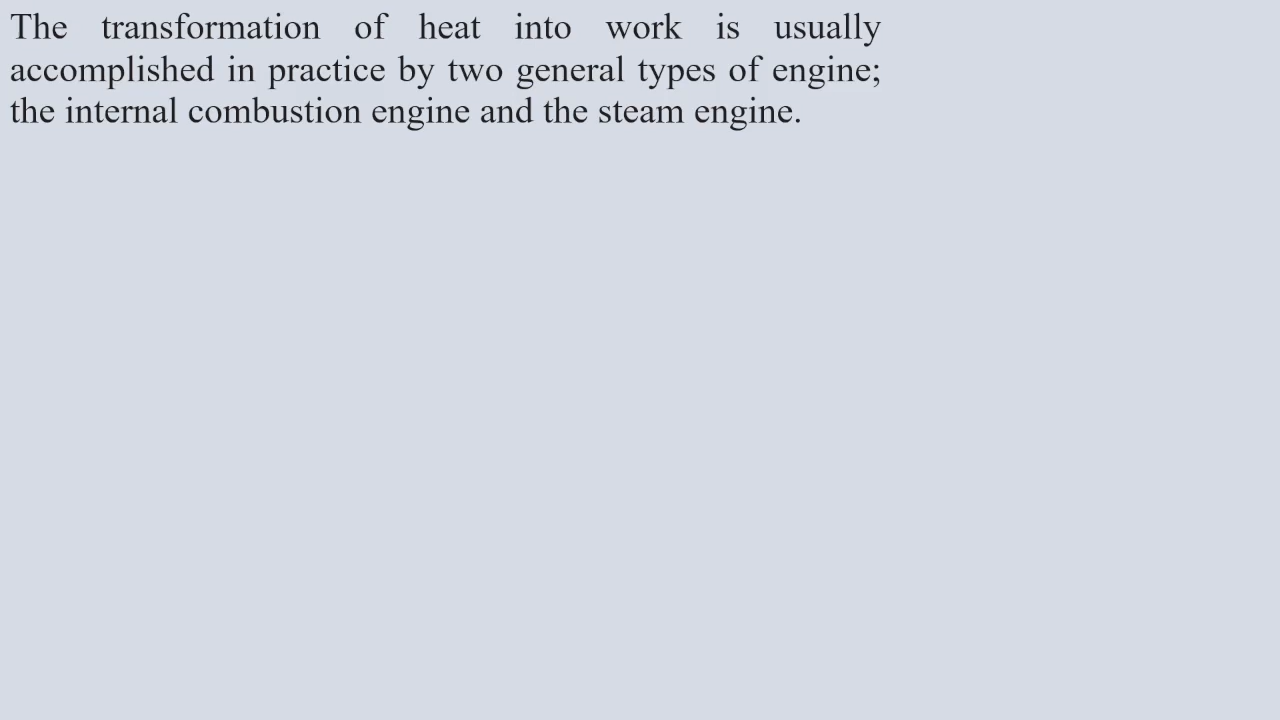 The transformation of heat into work is usually
accomplished in practice by two general types of engine;
the internal combustion engine and the steam engine.